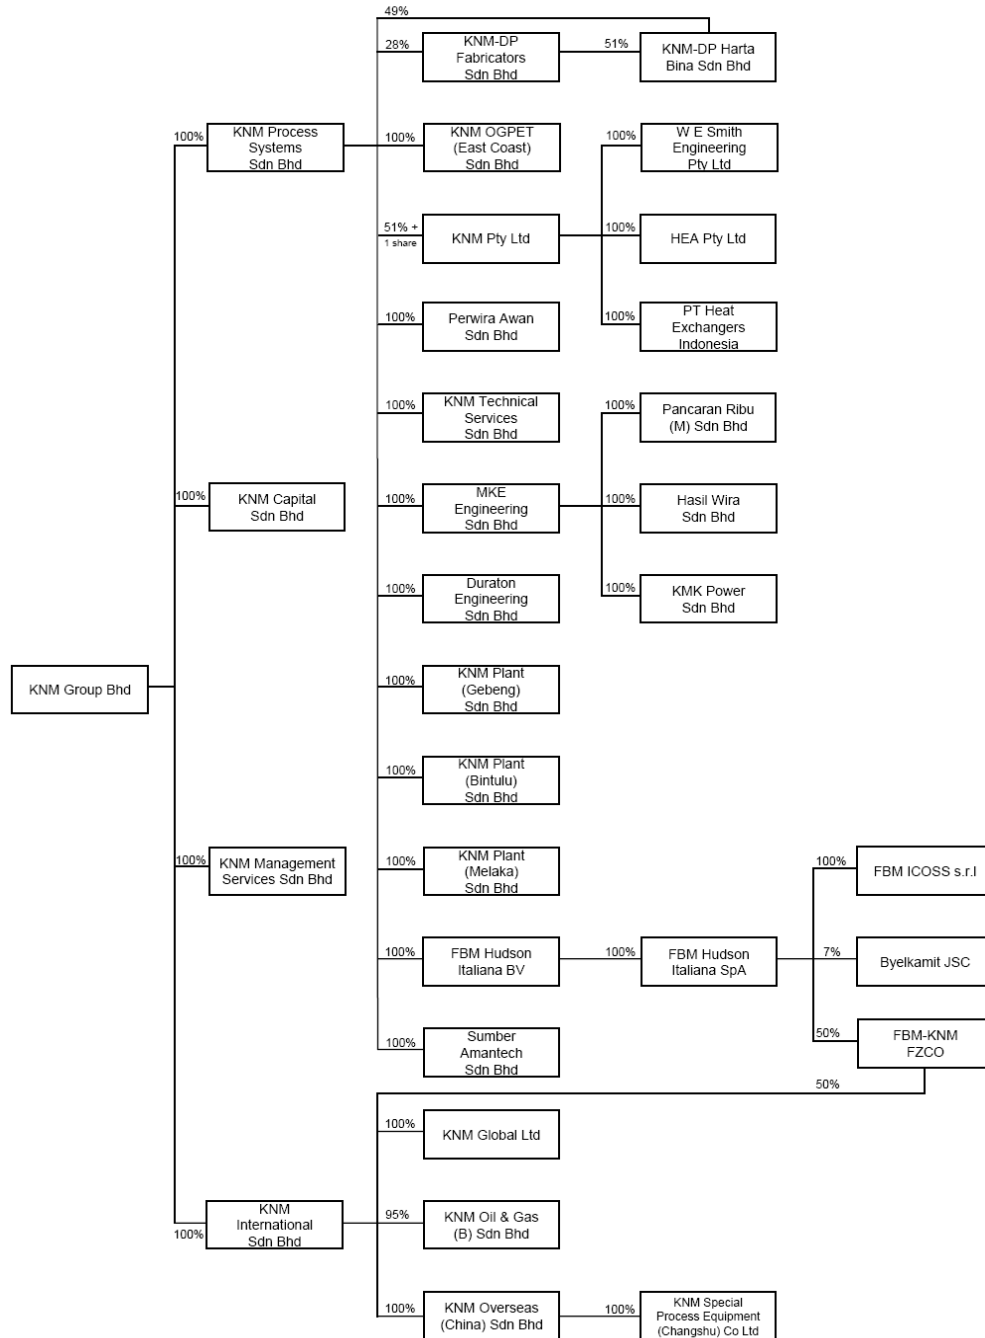 49%
28%
KNM-DP
Fabricators
Sdn Bhd
51%
KNM-DP Harta
Bina Sdn Bhd
100%
KNM Process
Systems
Sdn Bhd
100%
KNM OGPET
(East Coast)
Sdn Bhd
100%
W E Smith
Engineering
Pty Ltd
51% +
1 share
KNM Pty Ltd
100%
HEA Pty Ltd
100%
Perwira Awan
Sdn Bhd
100%
PT Heat
Exchangers
Indonesia
100%
KNM Technical
Services
Sdn Bhd
100%
Pancaran Ribu
(M) Sdn Bhd
100%
KNM Capital
Sdn Bhd
100%
MKE
Engineering
Sdn Bhd
100%
Hasil Wira
Sdn Bhd
100%
Duraton
Engineering
Sdn Bhd
100%
KMK Power
Sdn Bhd
KNM Group Bhd
100%
KNM Plant
(Gebeng)
Sdn Bhd
100%
KNM Plant
(Bintulu)
Sdn Bhd
100%
KNM Management
Services Sdn Bhd
100%
KNM Plant
(Melaka)
Sdn Bhd
100%
FBM ICOSS s.r.l
100%
FBM Hudson
Italiana BV
100%
FBM Hudson
Italiana SpA
7%
Byelkamit JSC
100%
Sumber
Amantech
Sdn Bhd
50%
FBM-KNM
FZCO
50%
100%
KNM Global Ltd
100%
KNM
International
Sdn Bhd
95%
KNM Oil & Gas
(B) Sdn Bhd
100%
KNM Overseas
(China) Sdn Bhd
100%
KNM Special
Process Equipment
(Changshu) Co Ltd